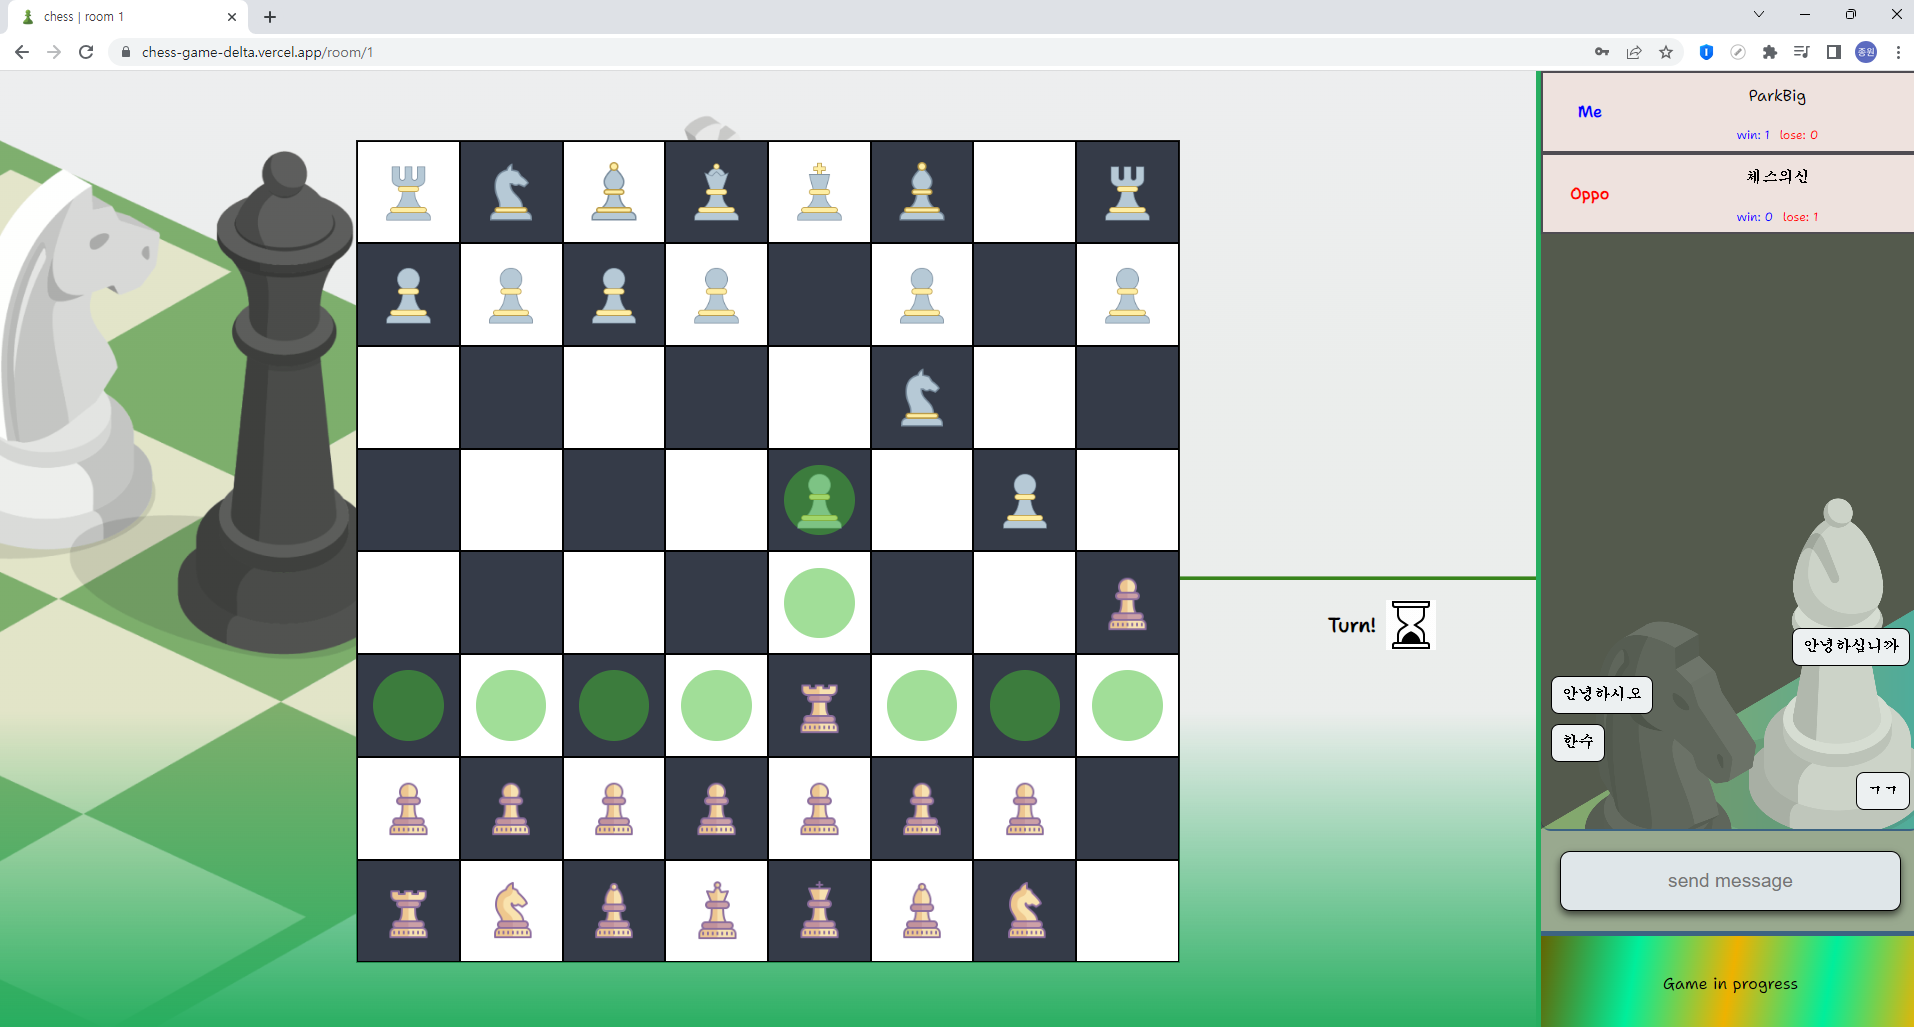 chess | room 1
chess-game-delta.vercel.app/room/1
종원
Me
ParkBig
win: 1 lose: 0
Oppo
체스의신
win: 0 lose: 1
Turn!
안녕하십니까
안녕하시오
한수
ㄱㄱ
send message
Game in progress